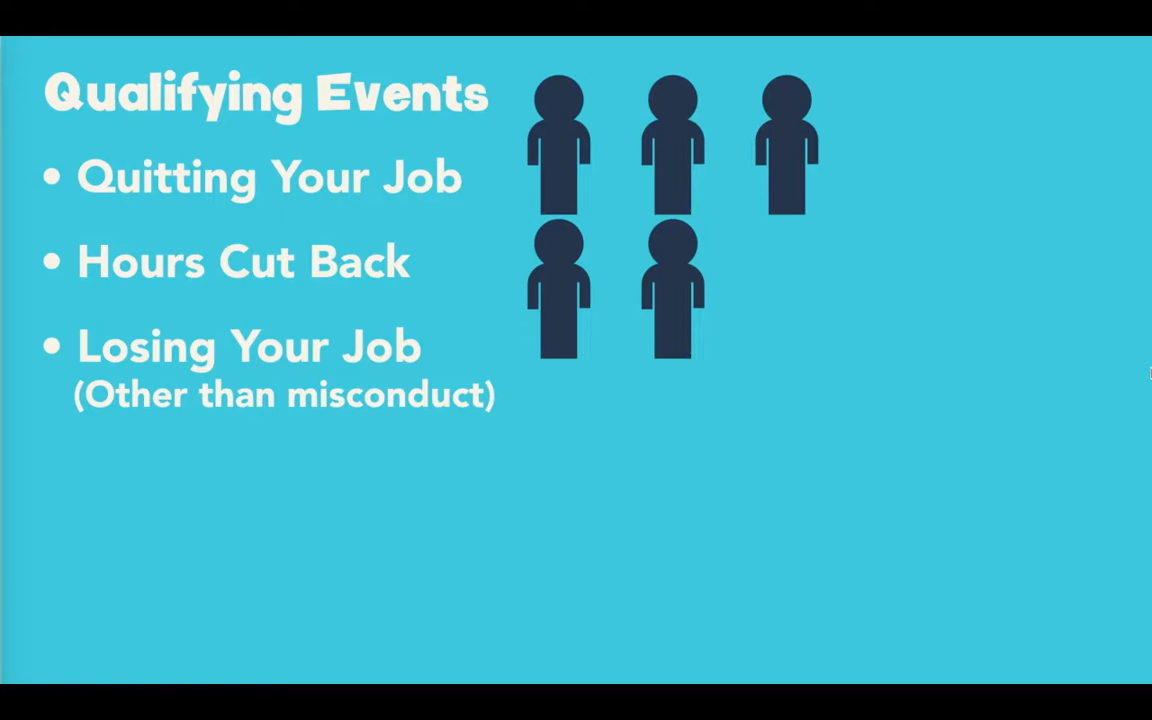 Qualifying Events
• Quitting Your Job
• Hours Cut Back
• Losing Your Job
(Other than misconduct)